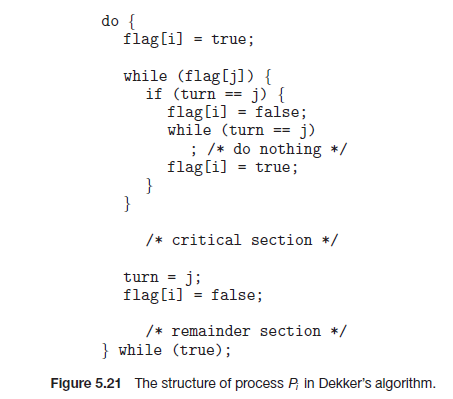 do {
flag[i] = true;
while (flag[j]) {
if (turn == j) {
flag[i] = false;
while (turn == j)
; /* do nothing */
flag[i] = true;
}
}
/* critical section */
turn = j;
flag[i] = false;
/* remainder section */
} while (true);
Figure 5.21 The structure of process Pi in Dekker's algorithm.